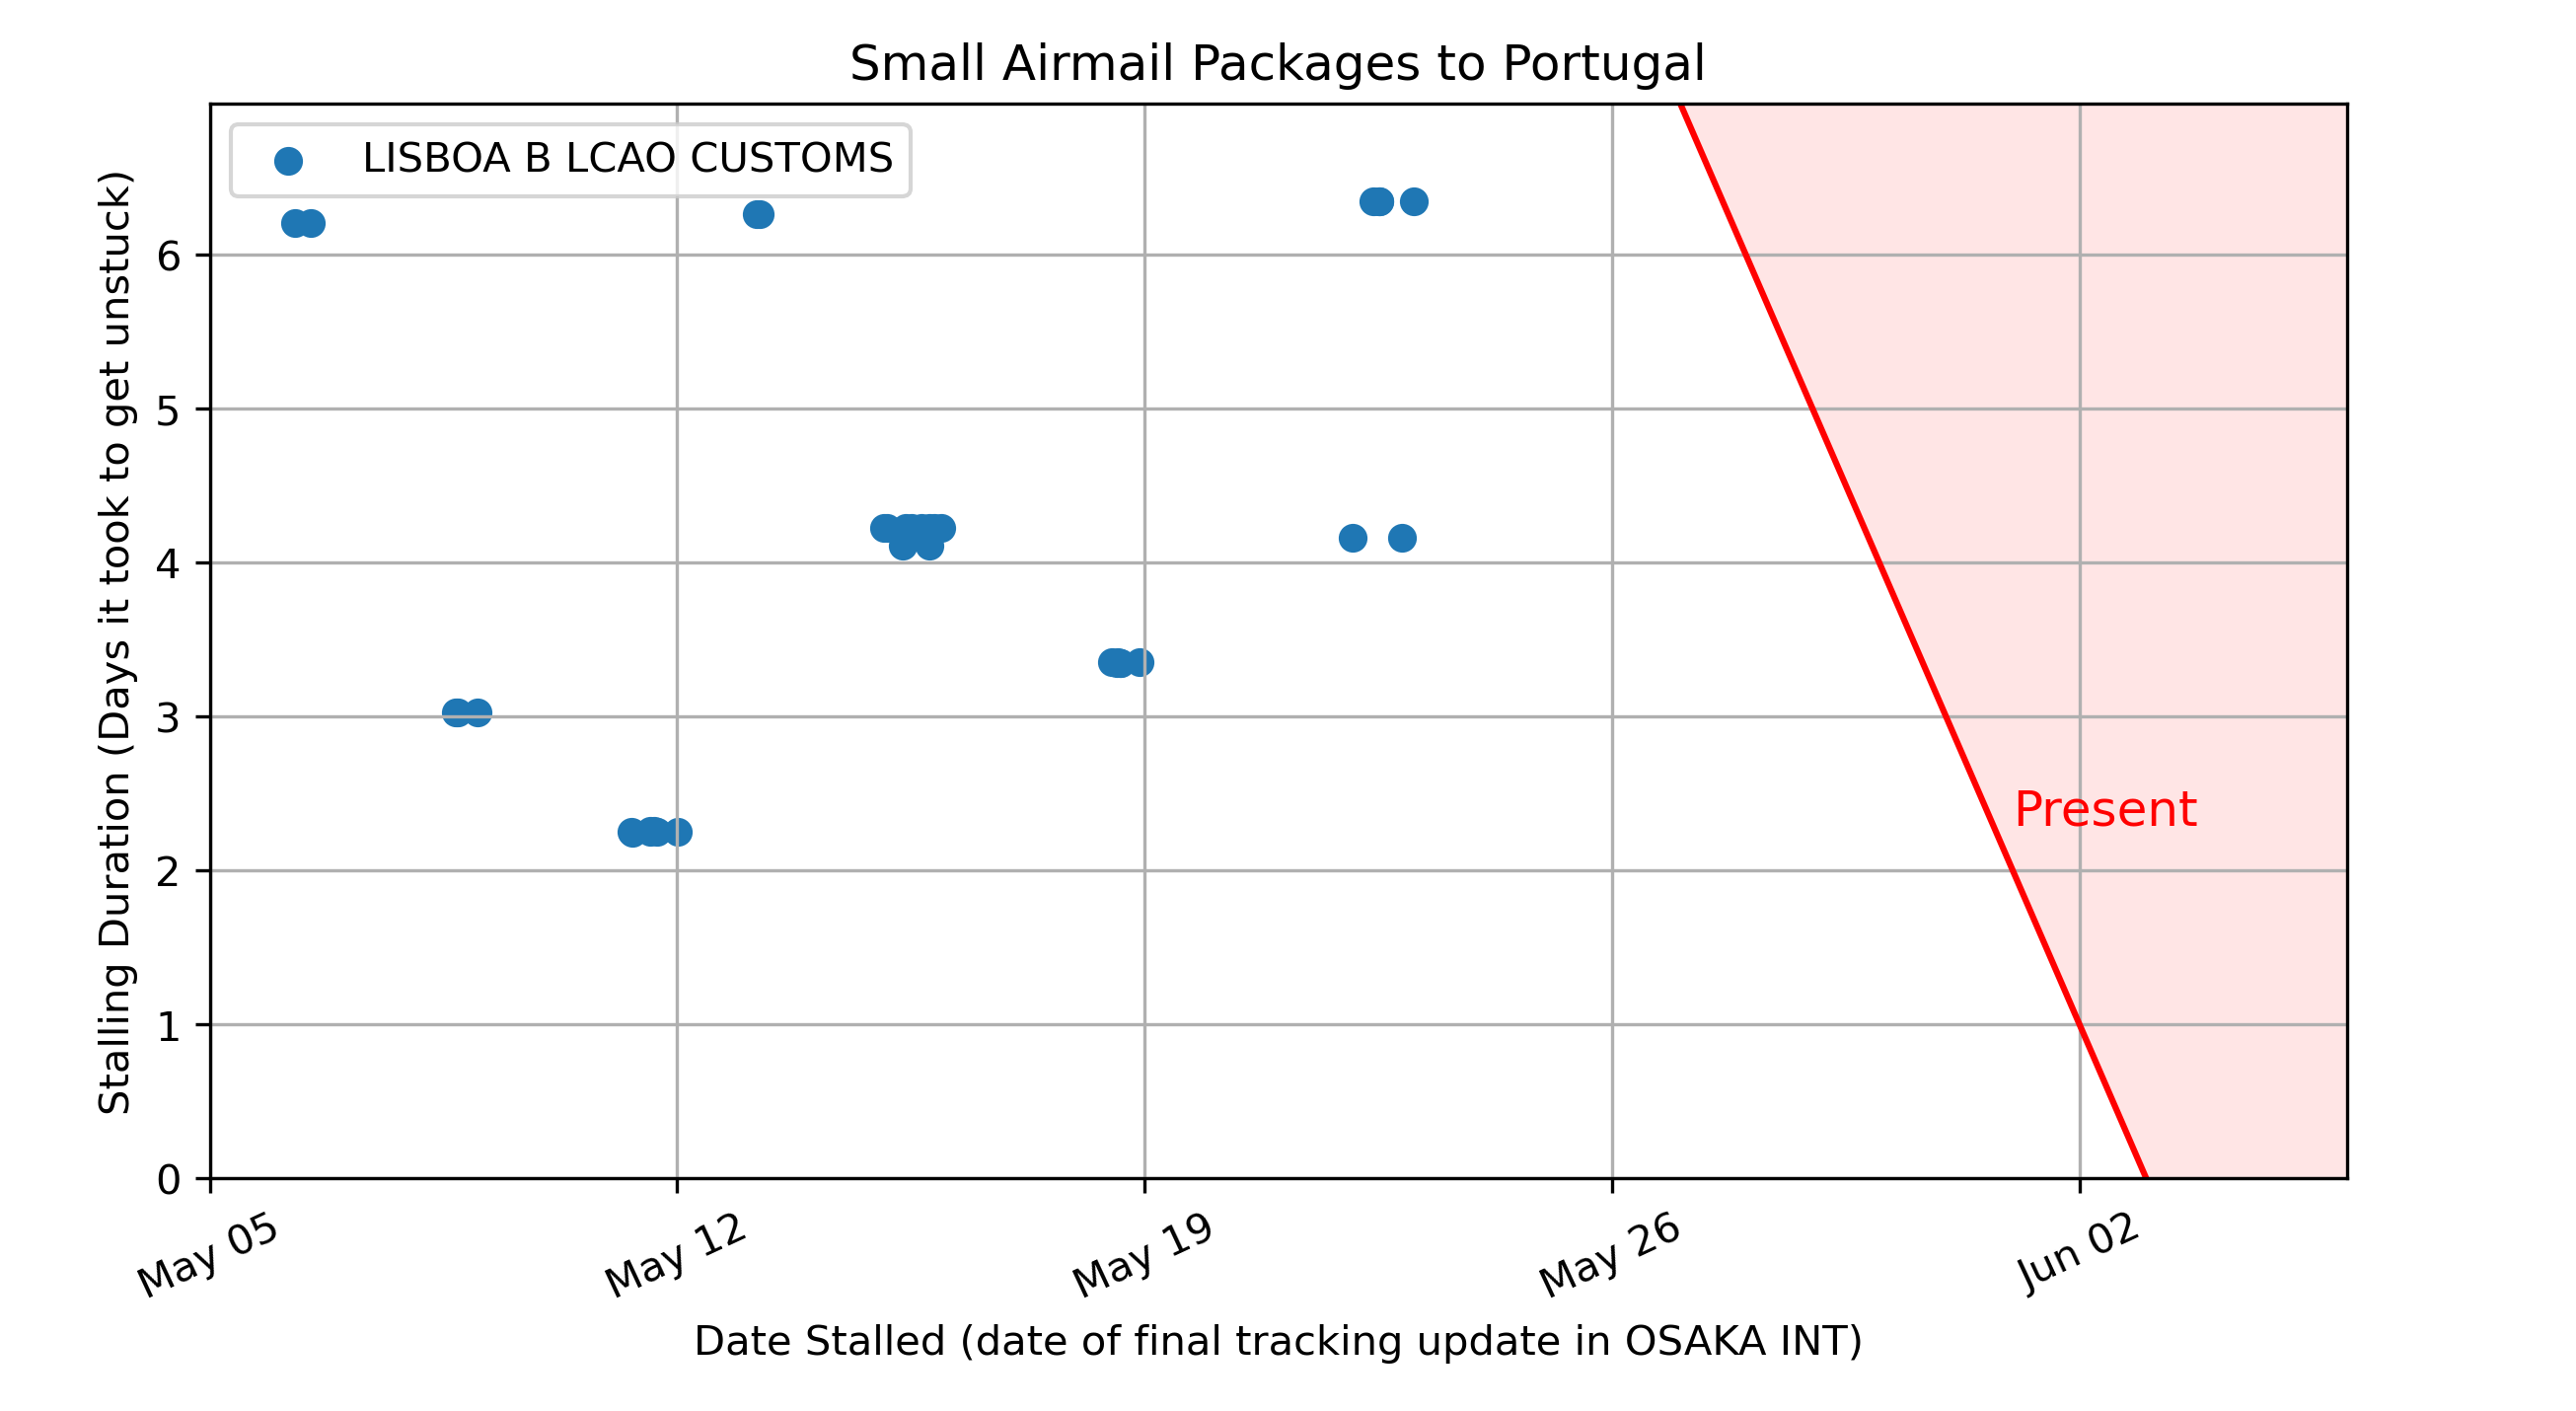 Small Airmail Packages to Portugal
LISBOA B LCAO CUSTOMS
Stalling Duration (Days it took to get unstuck)
6
5
4
3
2
1
0
Present
May 05
May 12
May 19
May 26
Jun 02
Date Stalled (date of final tracking update in OSAKA INT)